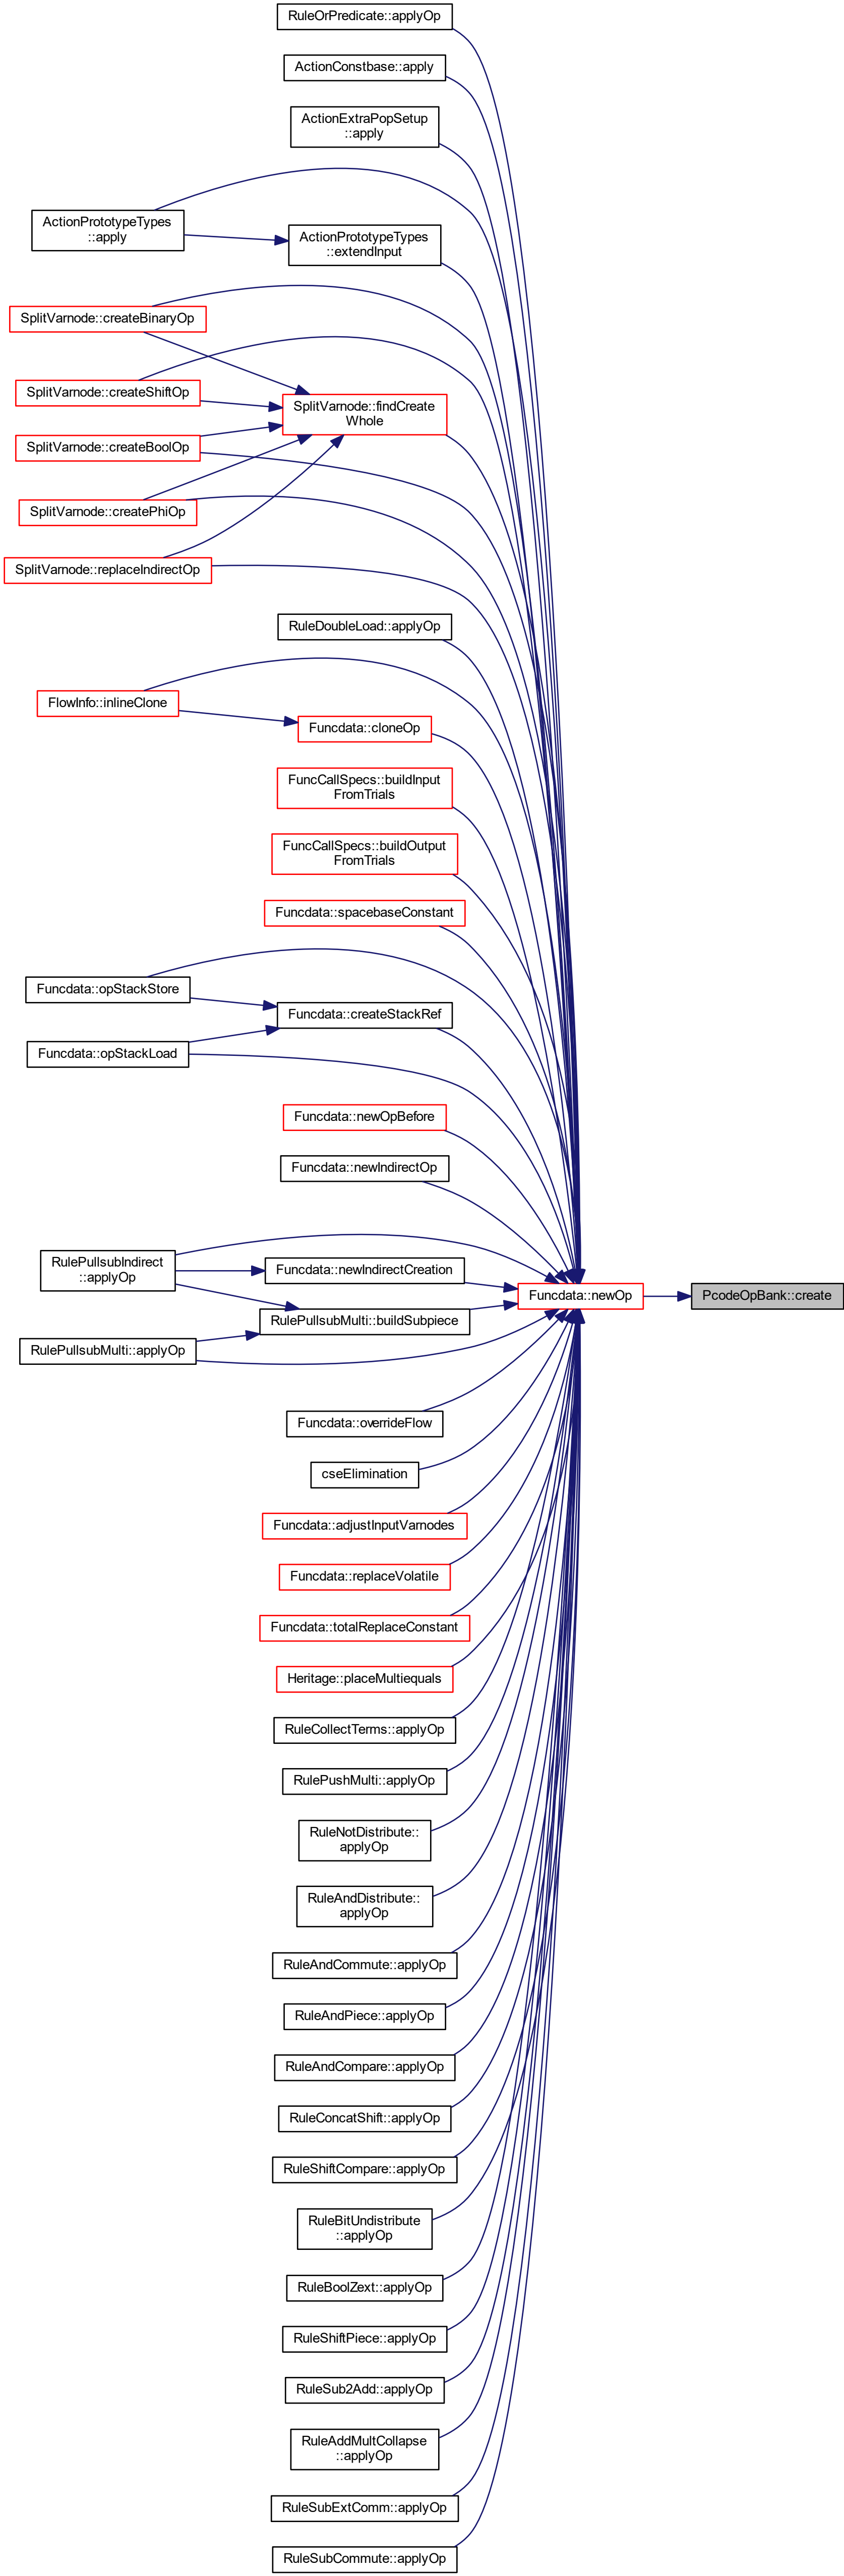 RuleOrPredicate::applyOp
ActionConstbase::apply
ActionExtraPopSetup
::apply
ActionPrototypeTypes
::apply
ActionPrototypeTypes
::extendInput
SplitVarnode::createBinaryOp
SplitVarnode::createShiftOp
SplitVarnode::findCreate
Whole
SplitVarnode::createBoolOp
SplitVarnode::createPhiOp
SplitVarnode::replaceIndirectOp
RuleDoubleLoad::applyOp
FlowInfo::inlineClone
Funcdata::cloneOp
FuncCallSpecs::buildInput
FromTrials
FuncCallSpecs::buildOutput
FromTrials
Funcdata::spacebaseConstant
Funcdata::opStackStore
Funcdata::createStackRef
Funcdata::opStackLoad
Funcdata::newOpBefore
Funcdata::newIndirectOp
RulePullsubIndirect
::applyOp
Funcdata::newIndirectCreation
Funcdata::newOp
PcodeOpBank::create
RulePullsubMulti::buildSubpiece
RulePullsubMulti::applyOp
Funcdata::overrideFlow
cseElimination
Funcdata::adjustInputVarnodes
Funcdata::replaceVolatile
Funcdata::totalReplaceConstant
Heritage::placeMultiequals
RuleCollectTerms::applyOp
RulePushMulti::applyOp
RuleNotDistribute::
applyOp
RuleAndDistribute::
applyOp
RuleAndCommute::applyOp
RuleAndPiece::applyOp
RuleAndCompare::applyOp
RuleConcatShift::applyOp
RuleShiftCompare::applyOp
RuleBitUndistribute
::applyOp
RuleBoolZext::applyOp
RuleShiftPiece::applyOp
RuleSub2Add::applyOp
RuleAddMultCollapse
::applyOp
RuleSubExtComm::applyOp
RuleSubCommute::applyOp